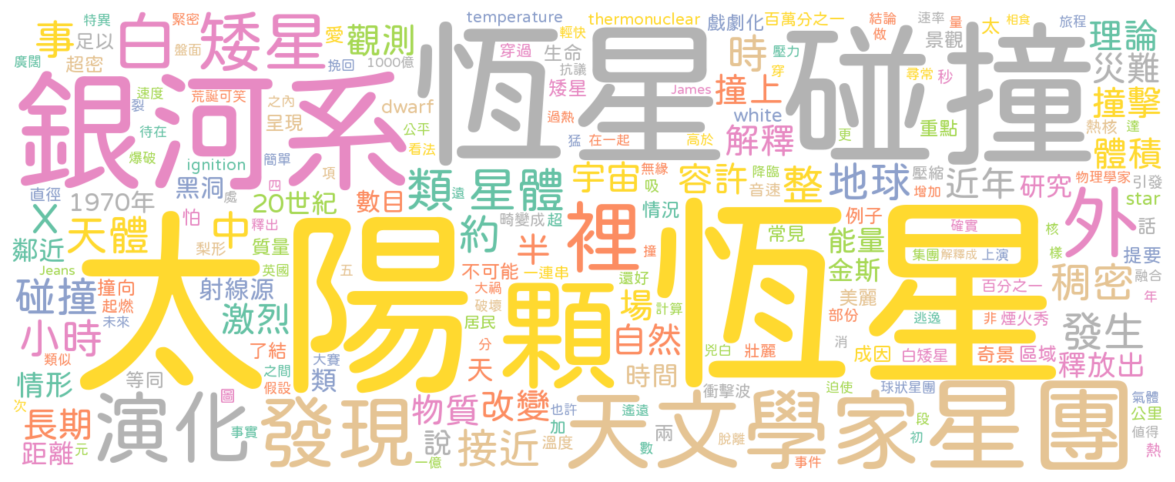 特異 緊密 愛 觀測 temperature thermonuclear 戲劇化 百萬分之一 結論 速率 量 太 相食 旅程
事 白矮星 足以 盤面 挽回 1000億 恆星 輕快 穿過 生命 抗議 時 壓力 做 景觀 理論
廣闊 超密 銀河系 碰撞 矮星 James 撞上 穿 尋常 秒 災難
速度 裂 荒誕可笑 之內 呈現 dwarf 過熱 猛 在一起 white 高於 解釋 更 重點 熱核 達 撞擊
待在 爆破 ignition 簡單 公平 看法 體積
直徑 黑洞 四 項 類 星體 遠 宇宙 無緣 吸 容許 降臨 音速 整 地球 壓縮 增加 近年 研究 物理學家 引發 star
X 1970年 處 怕 20世紀 數目 畸變成 超 情況 例子 外 話
鄰近 天體 中 釋出 梨形 質量 約 半 裡 撞 常見 能量 確實 核 樣 提要
Jeans 英國 五 不可能 一連串 還好 金斯 集團 解釋成 上演 百分之一 稠密 融合 年
碰撞 撞向 起燃 未來 射線源 太陽 顆 恆星 大禍 破壞 場 計算 美麗 部份 逃逸 非 煙火秀
小時 類似 激烈 居民 分 自然 兇白 壯麗 消 成因 白矮星 奇景 區域 發生
情形 等同 了結 之間 假設 大賽 類 天 時間 衝擊波 迫使 球狀星團 釋放出 氣體
次 長期 演化 圖 發現 物質 改變 也許 加 遙遠 天文學家 星團 段 初 公里 值得
距離 元 事實 說 一億 接近 溫度 數 兩 脫離 事件 熱